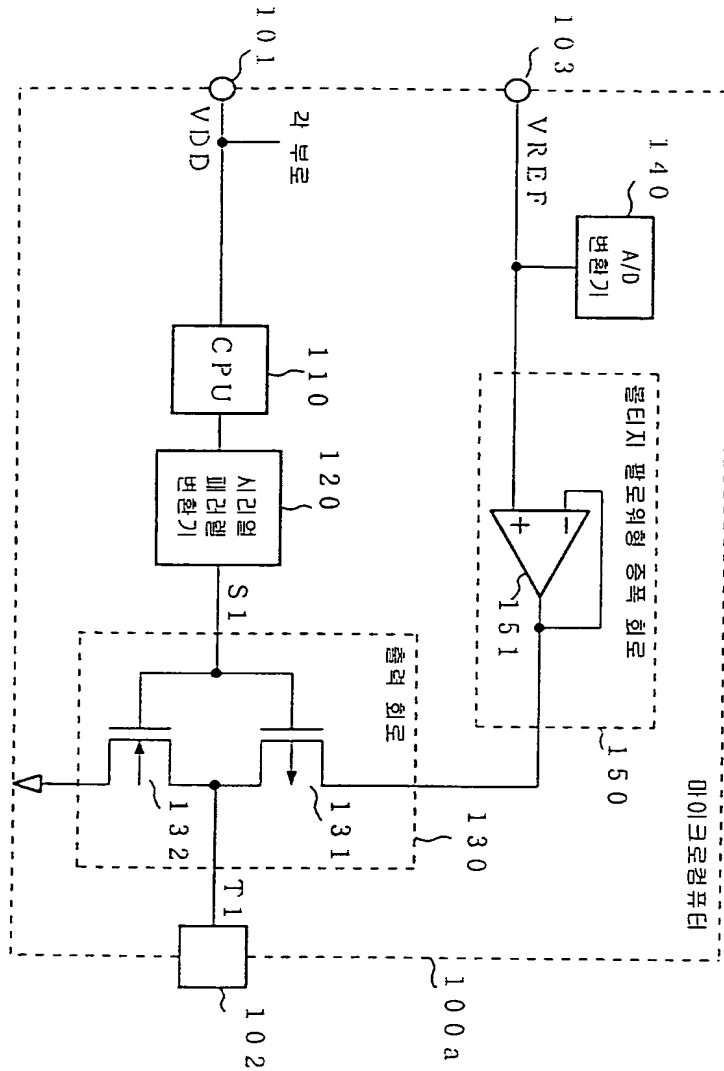 마이크로컴퓨터
140
A/D
변환기
볼티지 팔로워형 증폭 회로
150
103
VREF
−
+
151
130
출력 회로
131
132
각 부로
101
VDD
CPU
110
120
시리얼
패러렐
변환기
S1
T1
102
100a